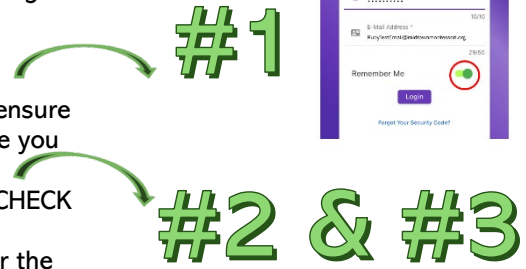 #1
10/10
E-Mail Address *
29/50
Remember Me
Login
Forgot Your Security Code?
ensure
e you
CHECK
#2 & #3
r the